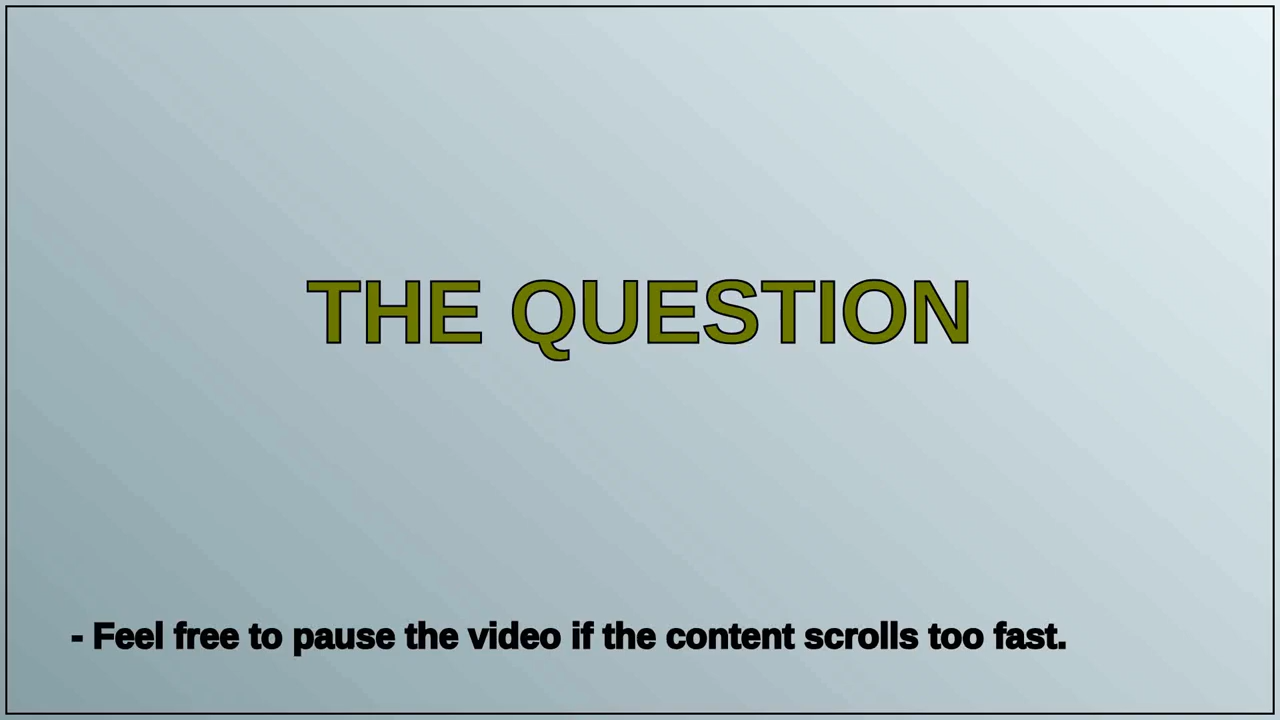 THE QUESTION
- Feel free to pause the video if the content scrolls too fast.